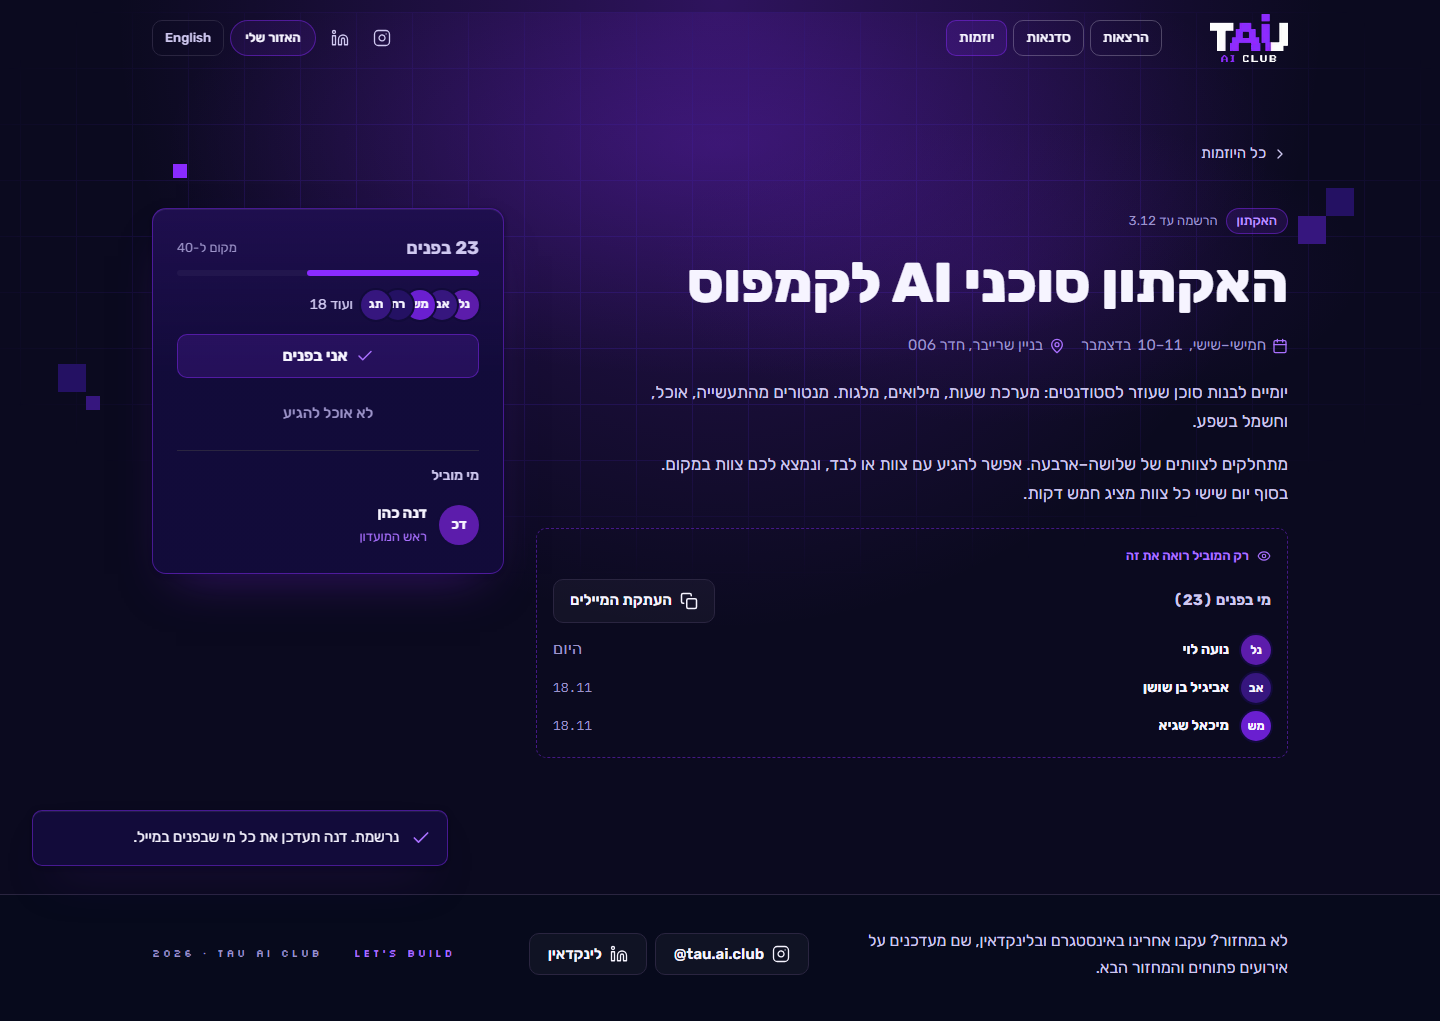 TAU
AI CLUB
הרצאות
סדנאות
יוזמות
האזור שלי
English
כל היוזמות
האקתון
הרשמה עד 3.12
האקתון סוכני AI לקמפוס
חמישי–שישי, 10–11 בדצמבר
בניין שרייבר, חדר 006
יומיים לבנות סוכן שעוזר לסטודנטים: מערכת שעות, מילואים, מלגות. מנטורים מהתעשייה, אוכל,
וחשמל בשפע.
מתחלקים לצוותים של שלושה–ארבעה. אפשר להגיע עם צוות או לבד, ונמצא לכם צוות במקום.
בסוף יום שישי כל צוות מציג חמש דקות.
רק המוביל רואה את זה
מי בפנים (23)
העתקת המיילים
נל
נועה לוי
היום
אב
אביגיל בן שושן
18.11
מש
מיכאל שגיא
18.11
23 בפנים
מקום ל-40
נל
תג
ועוד 18
אני בפנים
לא אוכל להגיע
מי מוביל
דכ
דנה כהן
ראש המועדון
נרשמת. דנה תעדכן את כל מי שבפנים במייל.
לא במחזור? עקבו אחרינו באינסטגרם ובלינקדאין, שם מעדכנים על
אירועים פתוחים והמחזור הבא.
@tau.ai.club
לינקדאין
LET'S BUILD
2026 · TAU AI CLUB